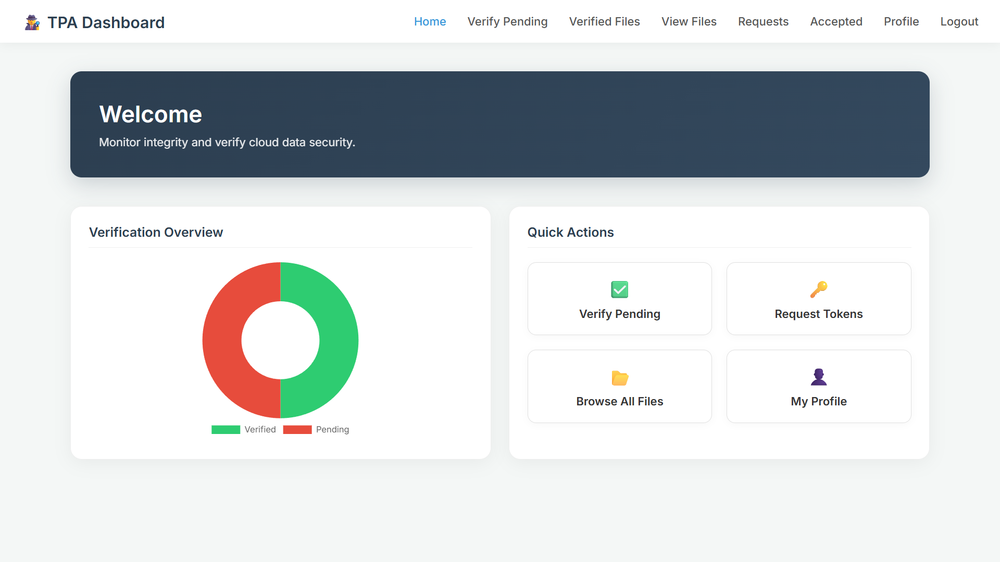 TPA Dashboard
Home Verify Pending Verified Files View Files Requests Accepted Profile Logout
Welcome
Monitor integrity and verify cloud data security.
Verification Overview
Verified Pending
Quick Actions
Verify Pending
Request Tokens
Browse All Files
My Profile